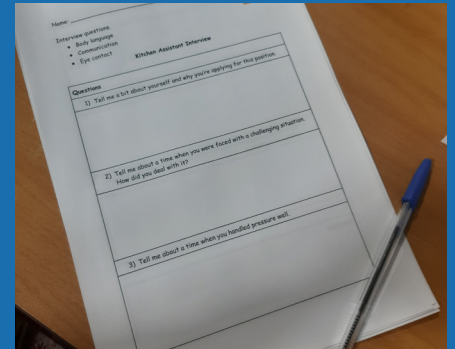 Name:
Interview questions
• Body language
• Communication
• Eye contact
Kitchen Assistant Interview
Questions
1) Tell me a bit about yourself and why you're applying for this position.
2) Tell me about a time when you were faced with a challenging situation.
How did you deal with it?
3) Tell me about a time when you handled pressure well.